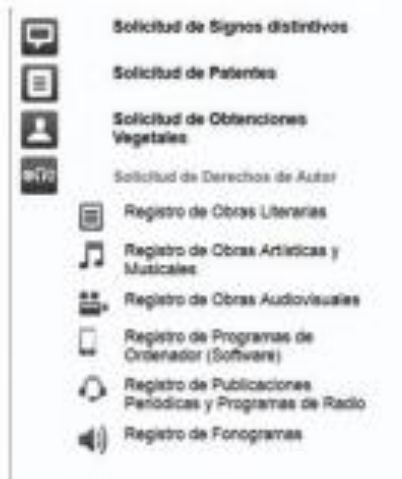 Solicitud de Signos distintivos
Solicitud de Patentes
Solicitud de Obtenciones
Vegetales
Solicitud de Derechos de Autor
Registro de Obras Literarias
Registro de Obras Artísticas y
Musicales
Registro de Obras Audiovisuales
Registro de Programas de
Ordenador (Software)
Registro de Publicaciones
Periódicas y Programas de Radio
Registro de Fonogramas